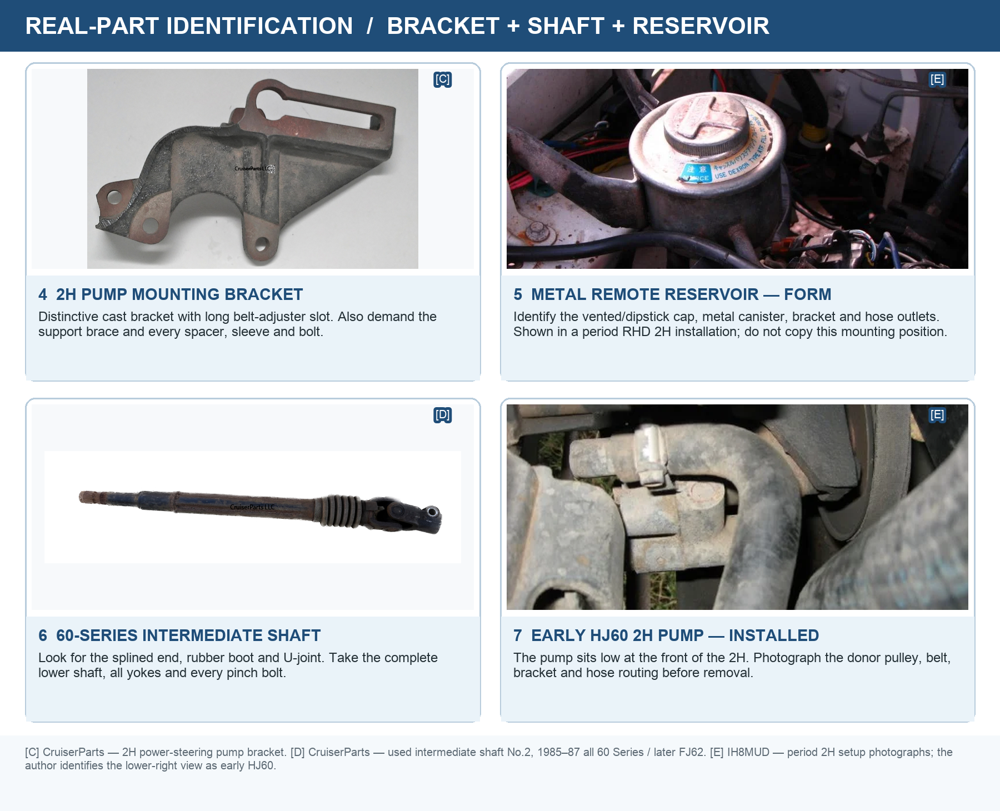 REAL-PART IDENTIFICATION / BRACKET + SHAFT + RESERVOIR
[C]
CruiserParts LLC
4 2H PUMP MOUNTING BRACKET
Distinctive cast bracket with long belt-adjuster slot. Also demand the
support brace and every spacer, sleeve and bolt.
[E]
注意
NOTICE
USE DEXRON TYPE ATF. FILL TO
5 METAL REMOTE RESERVOIR — FORM
Identify the vented/dipstick cap, metal canister, bracket and hose outlets.
Shown in a period RHD 2H installation; do not copy this mounting position.
[D]
CruiserParts LLC
6 60-SERIES INTERMEDIATE SHAFT
Look for the splined end, rubber boot and U-joint. Take the complete
lower shaft, all yokes and every pinch bolt.
[E]
7 EARLY HJ60 2H PUMP — INSTALLED
The pump sits low at the front of the 2H. Photograph the donor pulley, belt,
bracket and hose routing before removal.
[C] CruiserParts — 2H power-steering pump bracket. [D] CruiserParts — used intermediate shaft No.2, 1985–87 all 60 Series / later FJ62. [E] IH8MUD — period 2H setup photographs; the
author identifies the lower-right view as early HJ60.